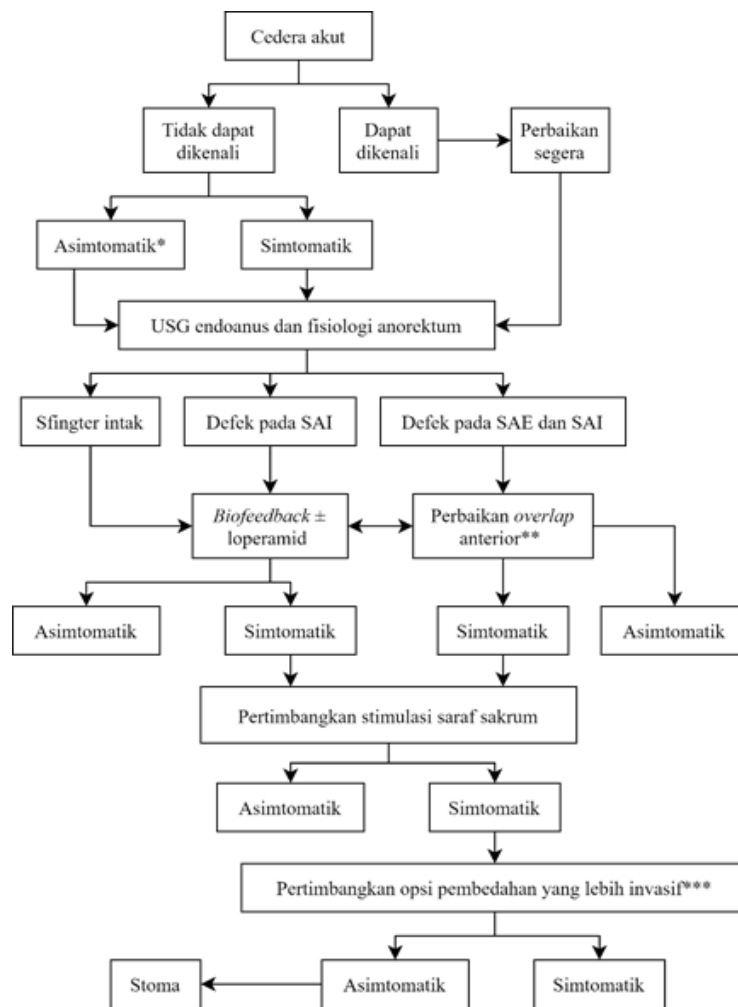 Cedera akut
Tidak dapat
dikenali
Dapat
dikenali
Perbaikan
segera
Asimtomatik*
Simtomatik
USG endoanus dan fisiologi anorektum
Sfingter intak
Defek pada SAI
Defek pada SAE dan SAI
Biofeedback ±
loperamid
Perbaikan overlap
anterior**
Asimtomatik
Simtomatik
Simtomatik
Asimtomatik
Pertimbangkan stimulasi saraf sakrum
Asimtomatik
Simtomatik
Pertimbangkan opsi pembedahan yang lebih invasif***
Stoma
Asimtomatik
Simtomatik